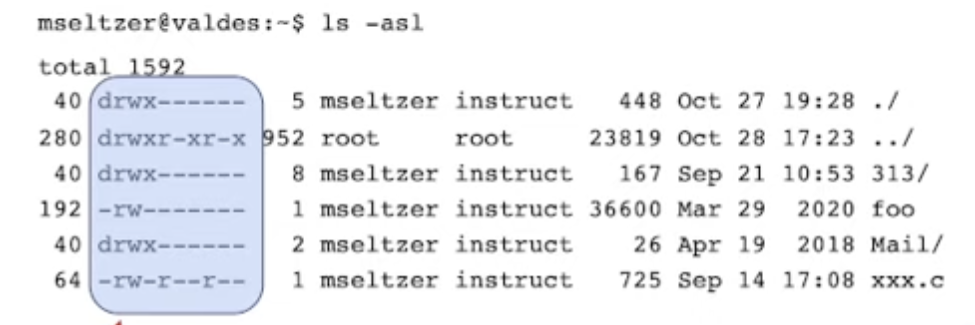 mseltzer@valdes:~$ ls -asl
total 1592
40 drwx------ 5 mseltzer instruct 448 Oct 27 19:28 ./
280 drwxr-xr-x 952 root root 23819 Oct 28 17:23 ../
40 drwx------ 8 mseltzer instruct 167 Sep 21 10:53 313/
192 -rw------- 1 mseltzer instruct 36600 Mar 29 2020 foo
40 drwx------ 2 mseltzer instruct 26 Apr 19 2018 Mail/
64 -rw-r--r-- 1 mseltzer instruct 725 Sep 14 17:08 xxx.c